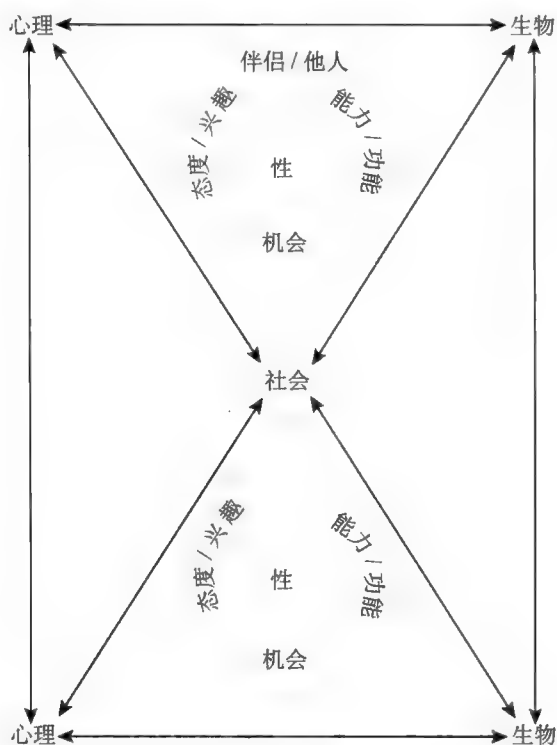 心理 生物
伴侣 / 他人
态度 / 兴趣 能力 / 功能
性
机会
社会
态度 / 兴趣 能力 / 功能
性
机会
心理 生物